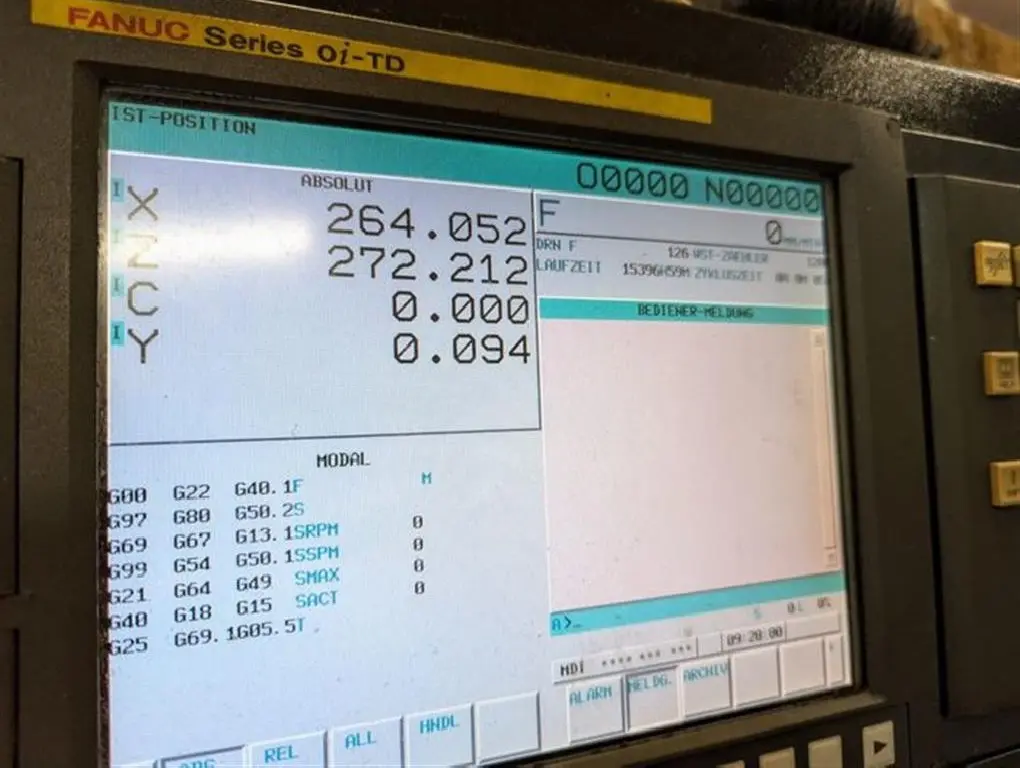 FANUC Series 0i-TD
IST-POSITION
O0000 N00000
ABSOLUT
I X 264.052
I Z 272.212
I C 0.000
I Y 0.094
F 0
DRN F 126
LAUFZEIT 15396H59M ZYKLUSZEIT
BEDIENER-MELDUNG
MODAL
G00 G22 G40.1 F M
G97 G80 G50.2 S
G69 G67 G13.1 SRPM 0
G99 G54 G50.1 SSPM 0
G21 G64 G49 SMAX 0
G40 G18 G15 SACT 0
G25 G69.1 G05.5 T
A>_
MDI **** *** *** 09:20:00
ALARM MELDG. ARCHIV
REL ALL HNDL